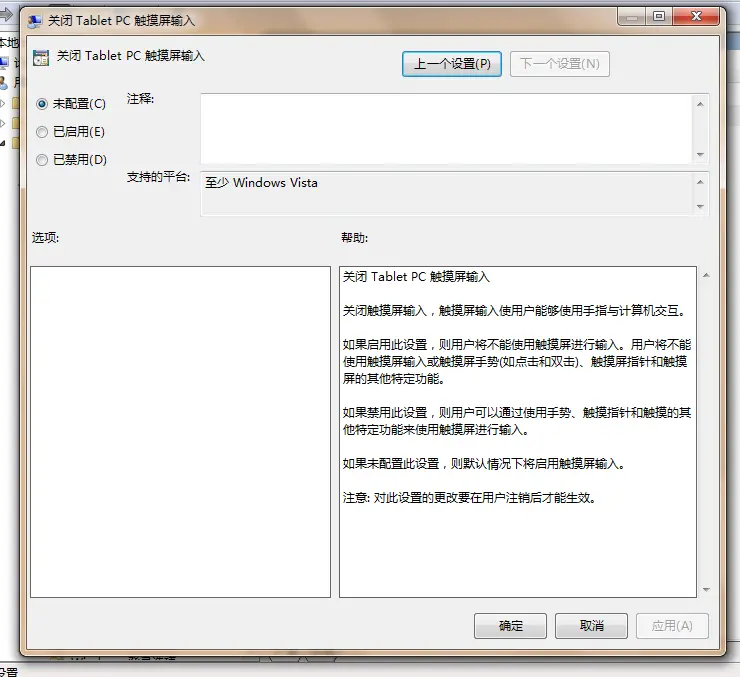 关闭 Tablet PC 触摸屏输入
关闭 Tablet PC 触摸屏输入
上一个设置(P)
下一个设置(N)
未配置(C)
注释:
已启用(E)
已禁用(D)
支持的平台:
至少 Windows Vista
选项:
帮助:
关闭 Tablet PC 触摸屏输入
关闭触摸屏输入，触摸屏输入使用户能够使用手指与计算机交互。
如果启用此设置，则用户将不能使用触摸屏进行输入。用户将不能
使用触摸屏输入或触摸屏手势(如点击和双击)、触摸屏指针和触摸
屏的其他特定功能。
如果禁用此设置，则用户可以通过使用手势、触摸指针和触摸的其
他特定功能来使用触摸屏进行输入。
如果未配置此设置，则默认情况下将启用触摸屏输入。
注意: 对此设置的更改要在用户注销后才能生效。
确定
取消
应用(A)
设置